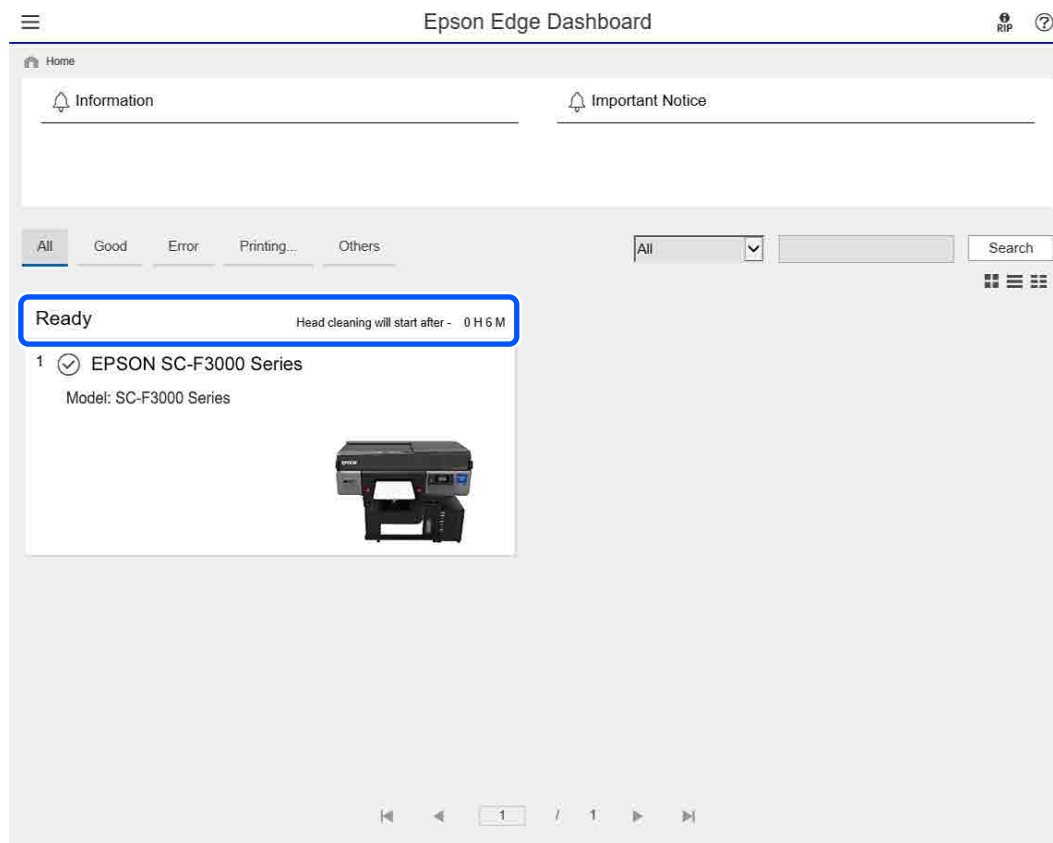 Epson Edge Dashboard
RIP
Home
Information
Important Notice
All Good Error Printing... Others
All
Search
Ready
Head cleaning will start after - 0 H 6 M
1 EPSON SC-F3000 Series
Model: SC-F3000 Series
EPSON
1 / 1